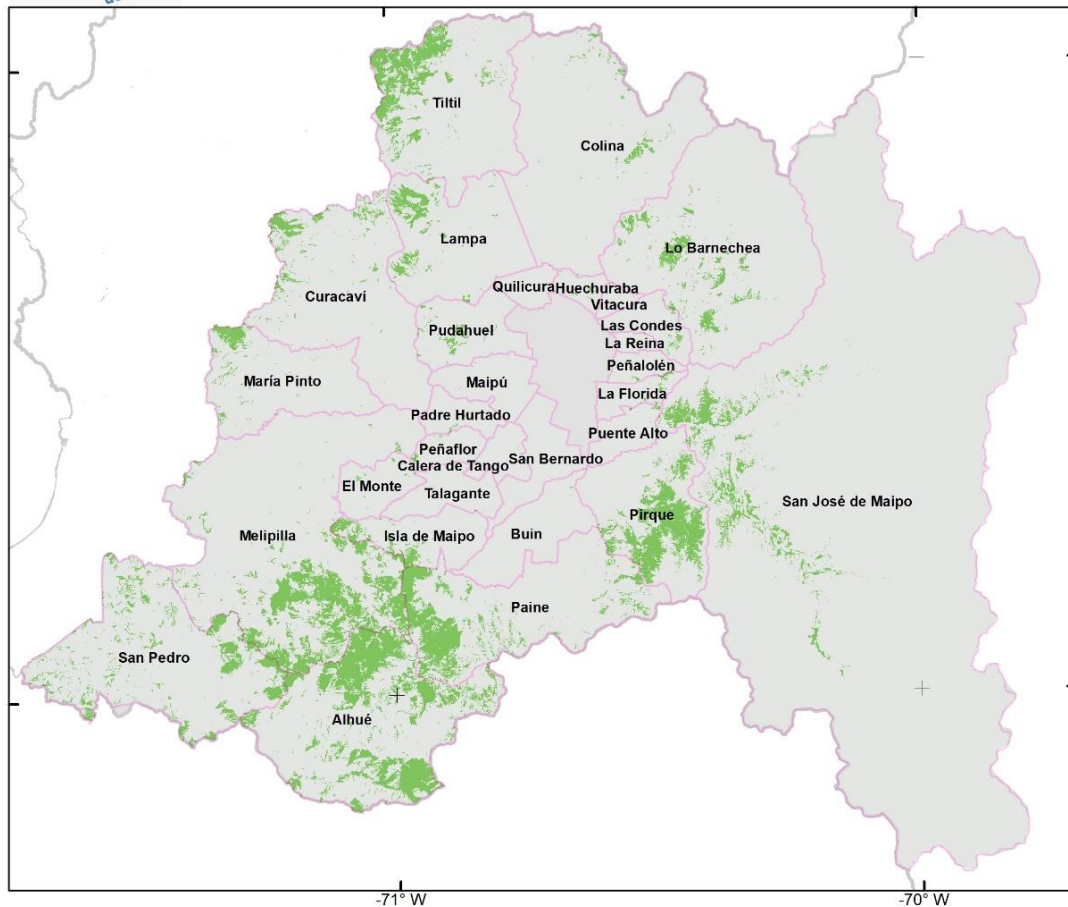 Tiltil
Colina
Lampa
Lo Barnechea
Quilicura
Huechuraba
Curacaví
Vitacura
Pudahuel
Las Condes
La Reina
María Pinto
Maipú
Peñalolén
La Florida
Padre Hurtado
Puente Alto
Peñaflor
San Bernardo
Calera de Tango
El Monte
Talagante
San José de Maipo
Pirque
Melipilla
Isla de Maipo
Buin
Paine
San Pedro
Alhué
-71° W
-70° W